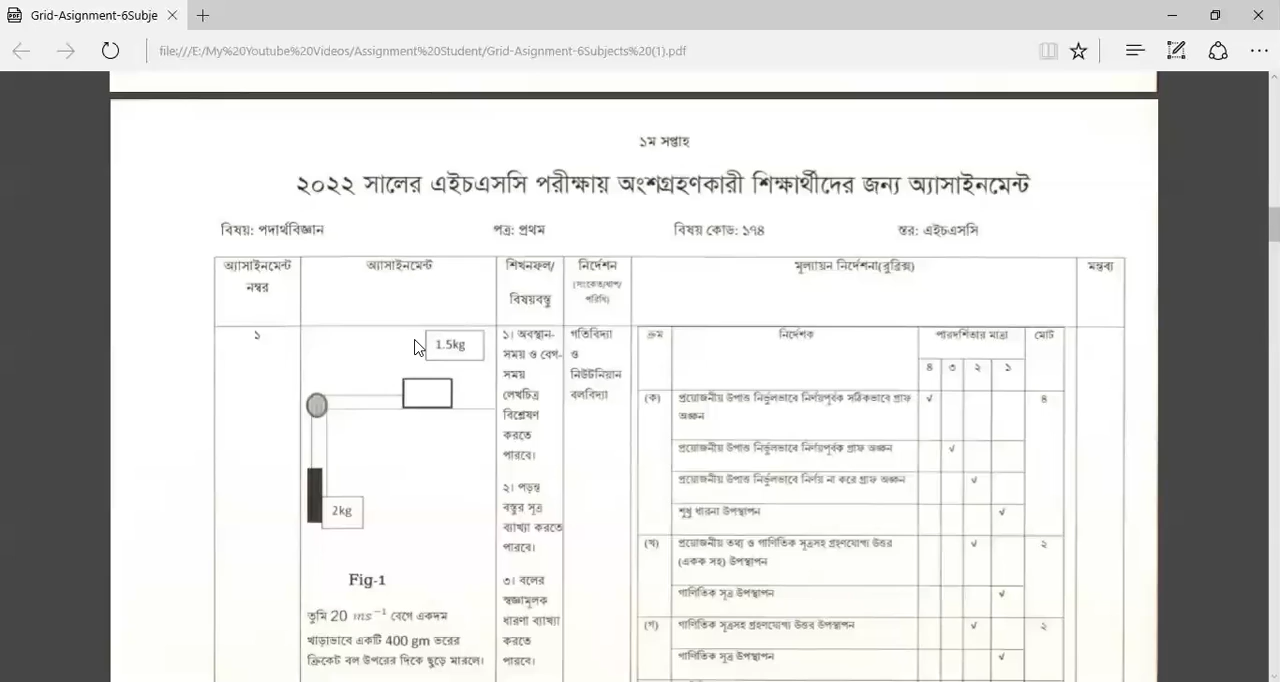 Grid-Asignment-6Subje
file:///E:/My%20Youtube%20Videos/Assignment%20Student/Grid-Asignment-6Subjects%20(1).pdf
১ম সপ্তাহ
২০২২ সালের এইচএসসি পরীক্ষায় অংশগ্রহণকারী শিক্ষার্থীদের জন্য অ্যাসাইনমেন্ট
বিষয়: পদার্থবিজ্ঞান পত্র: প্রথম বিষয় কোড: ১৭৪ স্তর: এইচএসসি
অ্যাসাইনমেন্ট নম্বর
অ্যাসাইনমেন্ট
শিখনফল/
বিষয়বস্তু
নির্দেশনা
(সংকেত/ধাপ/
পরিধি)
মূল্যায়ন নির্দেশনা(রুব্রিক্স)
মন্তব্য
১
1.5kg
2kg
Fig-1
তুমি 20 ms⁻¹ বেগে একদম
খাড়াভাবে একটি 400 gm ভরের
ক্রিকেট বল উপরের দিকে ছুড়ে মারলে।
১। অবস্থান-
সময় ও বেগ-
সময়
লেখচিত্র
বিশ্লেষণ
করতে
পারবে।
২। পড়ন্ত
বস্তুর সূত্র
ব্যাখ্যা করতে
পারবে।
৩। বলের
স্বজ্ঞামূলক
ধারণা ব্যাখ্যা
করতে
পারবে।
গতিবিদ্যা
ও
নিউটনিয়ান
বলবিদ্যা
ক্রম নির্দেশক পারদর্শিতার মাত্রা মোট
৪ ৩ ২ ১
(ক) প্রয়োজনীয় উপাত্ত নির্ভুলভাবে নির্ণয়পূর্বক সঠিকভাবে গ্রাফ √ ৪
অঙ্কন
প্রয়োজনীয় উপাত্ত নির্ভুলভাবে নির্ণয়পূর্বক গ্রাফ অঙ্কন √
প্রয়োজনীয় উপাত্ত নির্ভুলভাবে নির্ণয় না করে গ্রাফ অঙ্কন √
শুধু ধারনা উপস্থাপন √
(খ) প্রয়োজনীয় তথ্য ও গাণিতিক সূত্রসহ গ্রহণযোগ্য উত্তর √ ২
(একক সহ) উপস্থাপন
গাণিতিক সূত্র উপস্থাপন √
(গ) গাণিতিক সূত্রসহ গ্রহণযোগ্য উত্তর উপস্থাপন √ ২
গাণিতিক সূত্র উপস্থাপন √